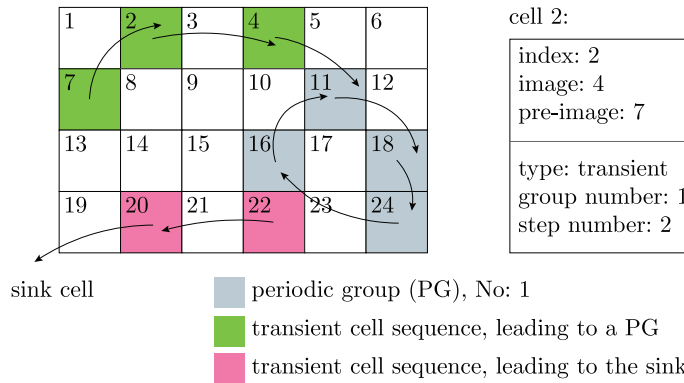 1 2 3 4 5 6
7 8 9 10 11 12
13 14 15 16 17 18
19 20 21 22 23 24
sink cell
cell 2:
index: 2
image: 4
pre-image: 7
type: transient
group number: 1
step number: 2
periodic group (PG), No: 1
transient cell sequence, leading to a PG
transient cell sequence, leading to the sink